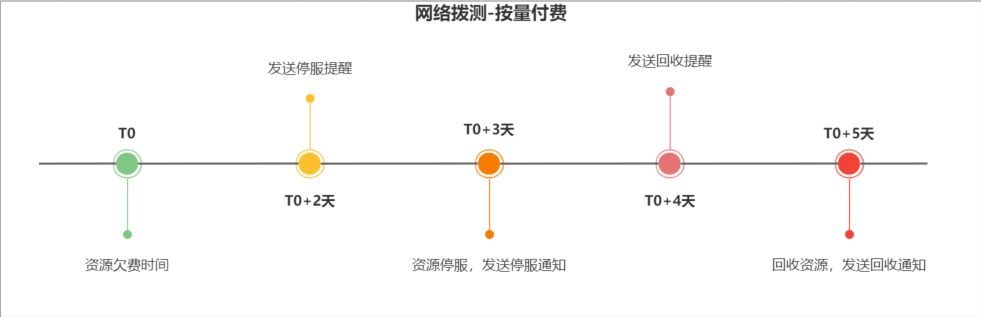 网络拨测-按量付费
发送停服提醒
发送回收提醒
T0
T0+3天
T0+5天
T0+2天
T0+4天
资源欠费时间
资源停服，发送停服通知
回收资源，发送回收通知